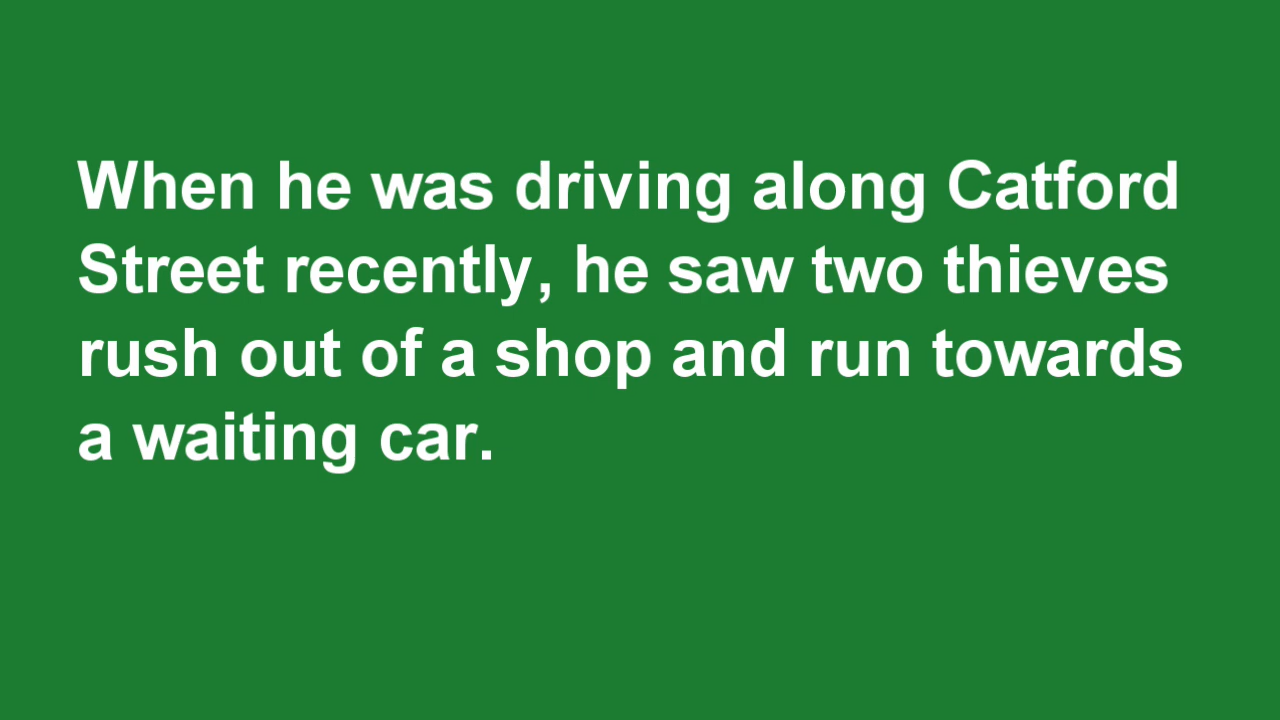 When he was driving along Catford
Street recently, he saw two thieves
rush out of a shop and run towards
a waiting car.